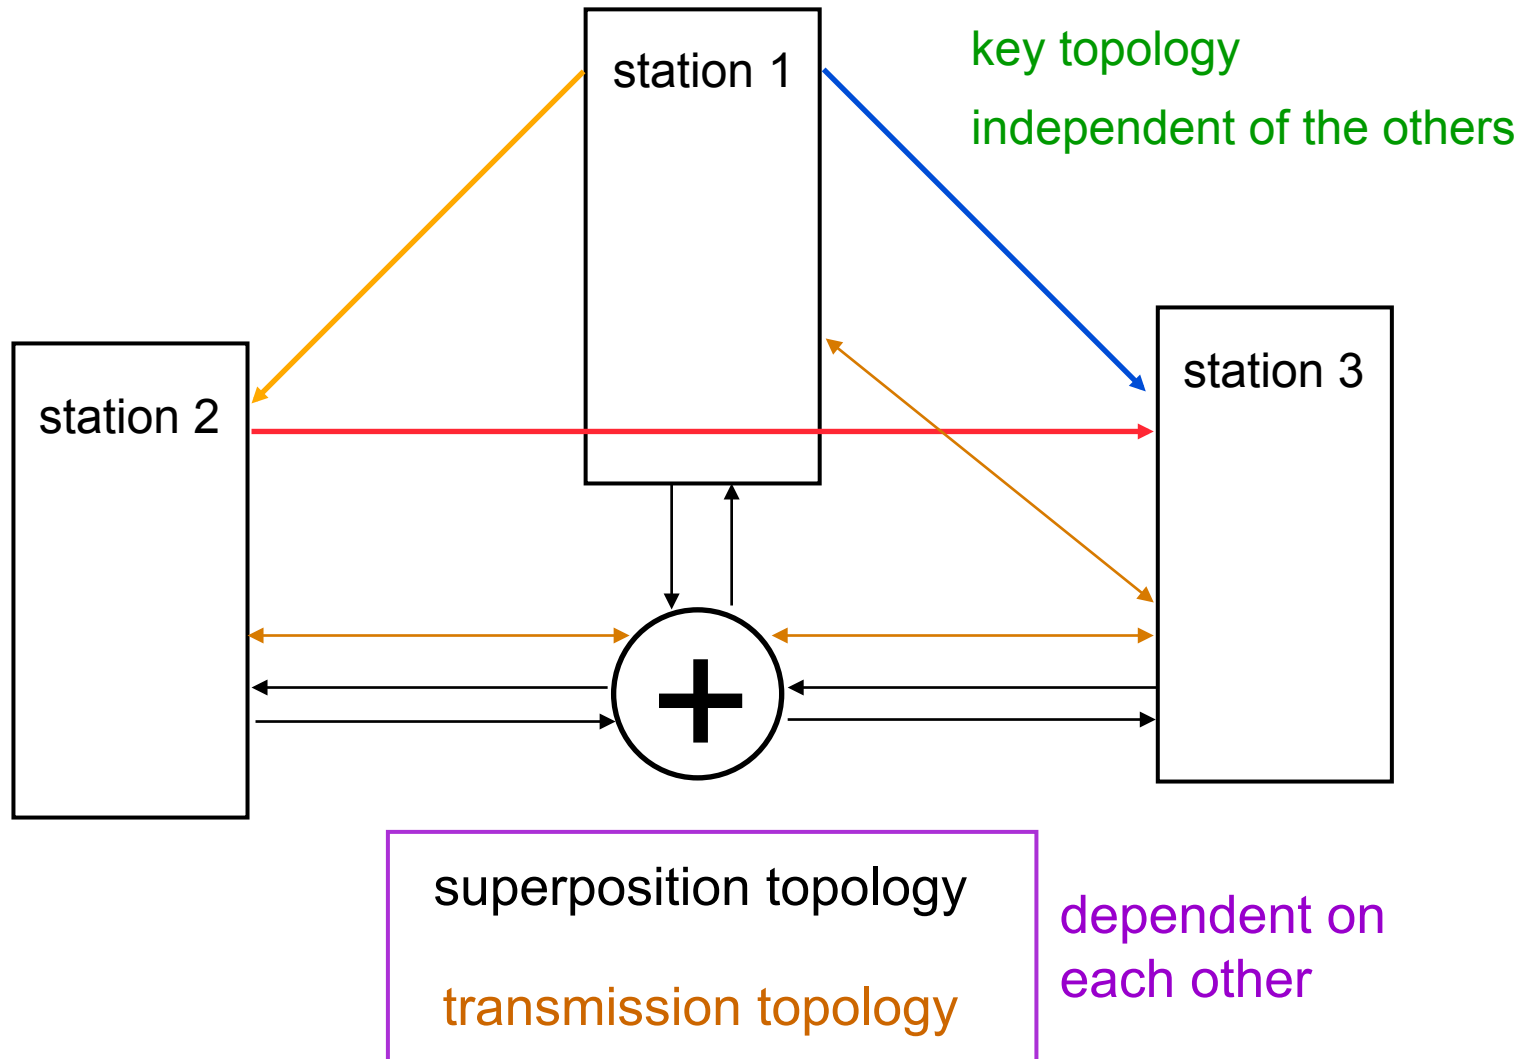 station 1
key topology
independent of the others
station 2
station 3
+
superposition topology
transmission topology
dependent on
each other